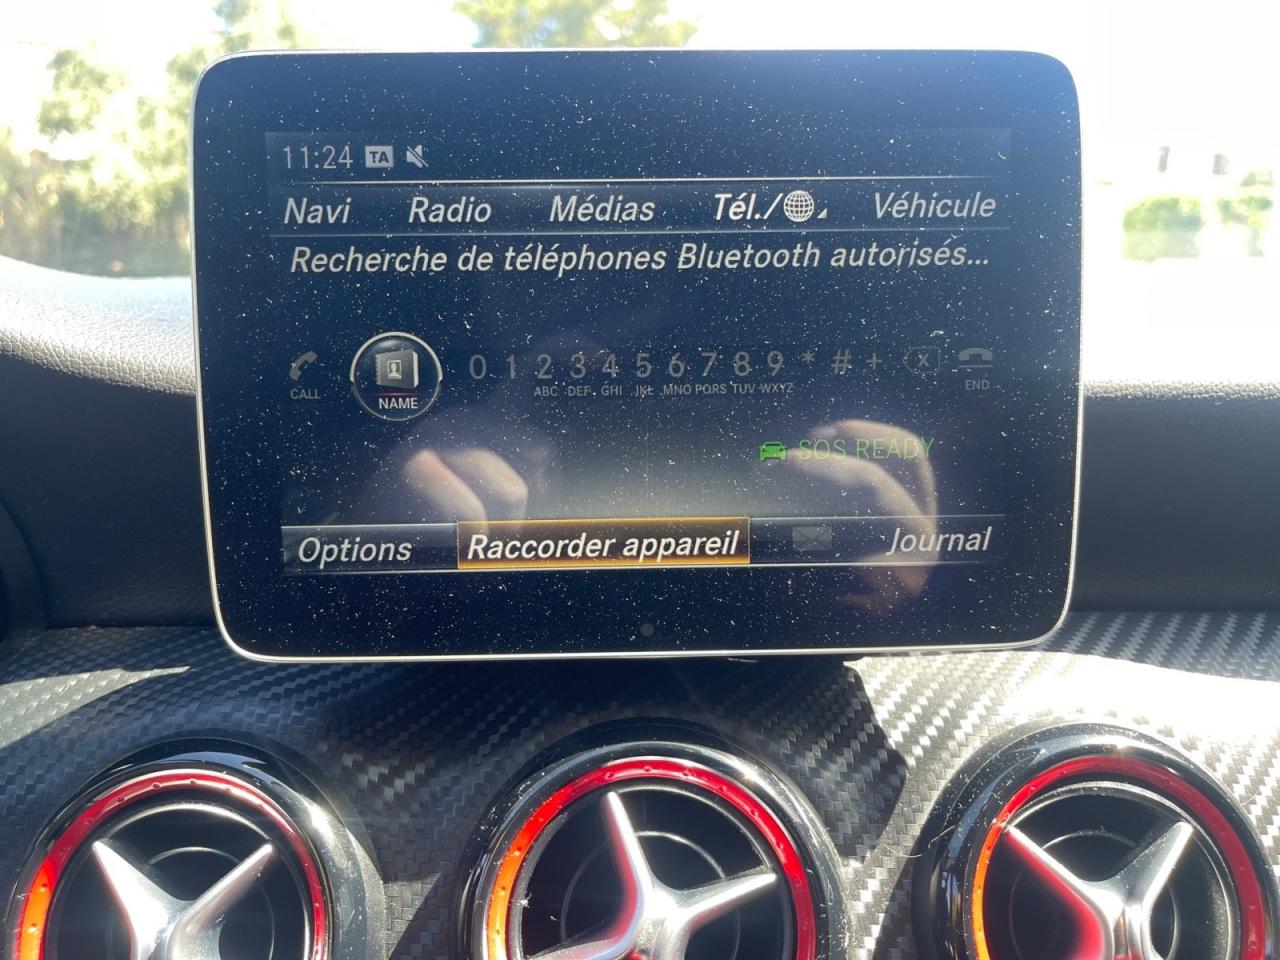 11:24 TA
Navi Radio Médias Tél./ Véhicule
Recherche de téléphones Bluetooth autorisés...
0 1 2 3 4 5 6 7 8 9 * # +
CALL NAME ABC DEF GHI JKL MNO PQRS TUV WXYZ END
SOS READY
Options Raccorder appareil Journal